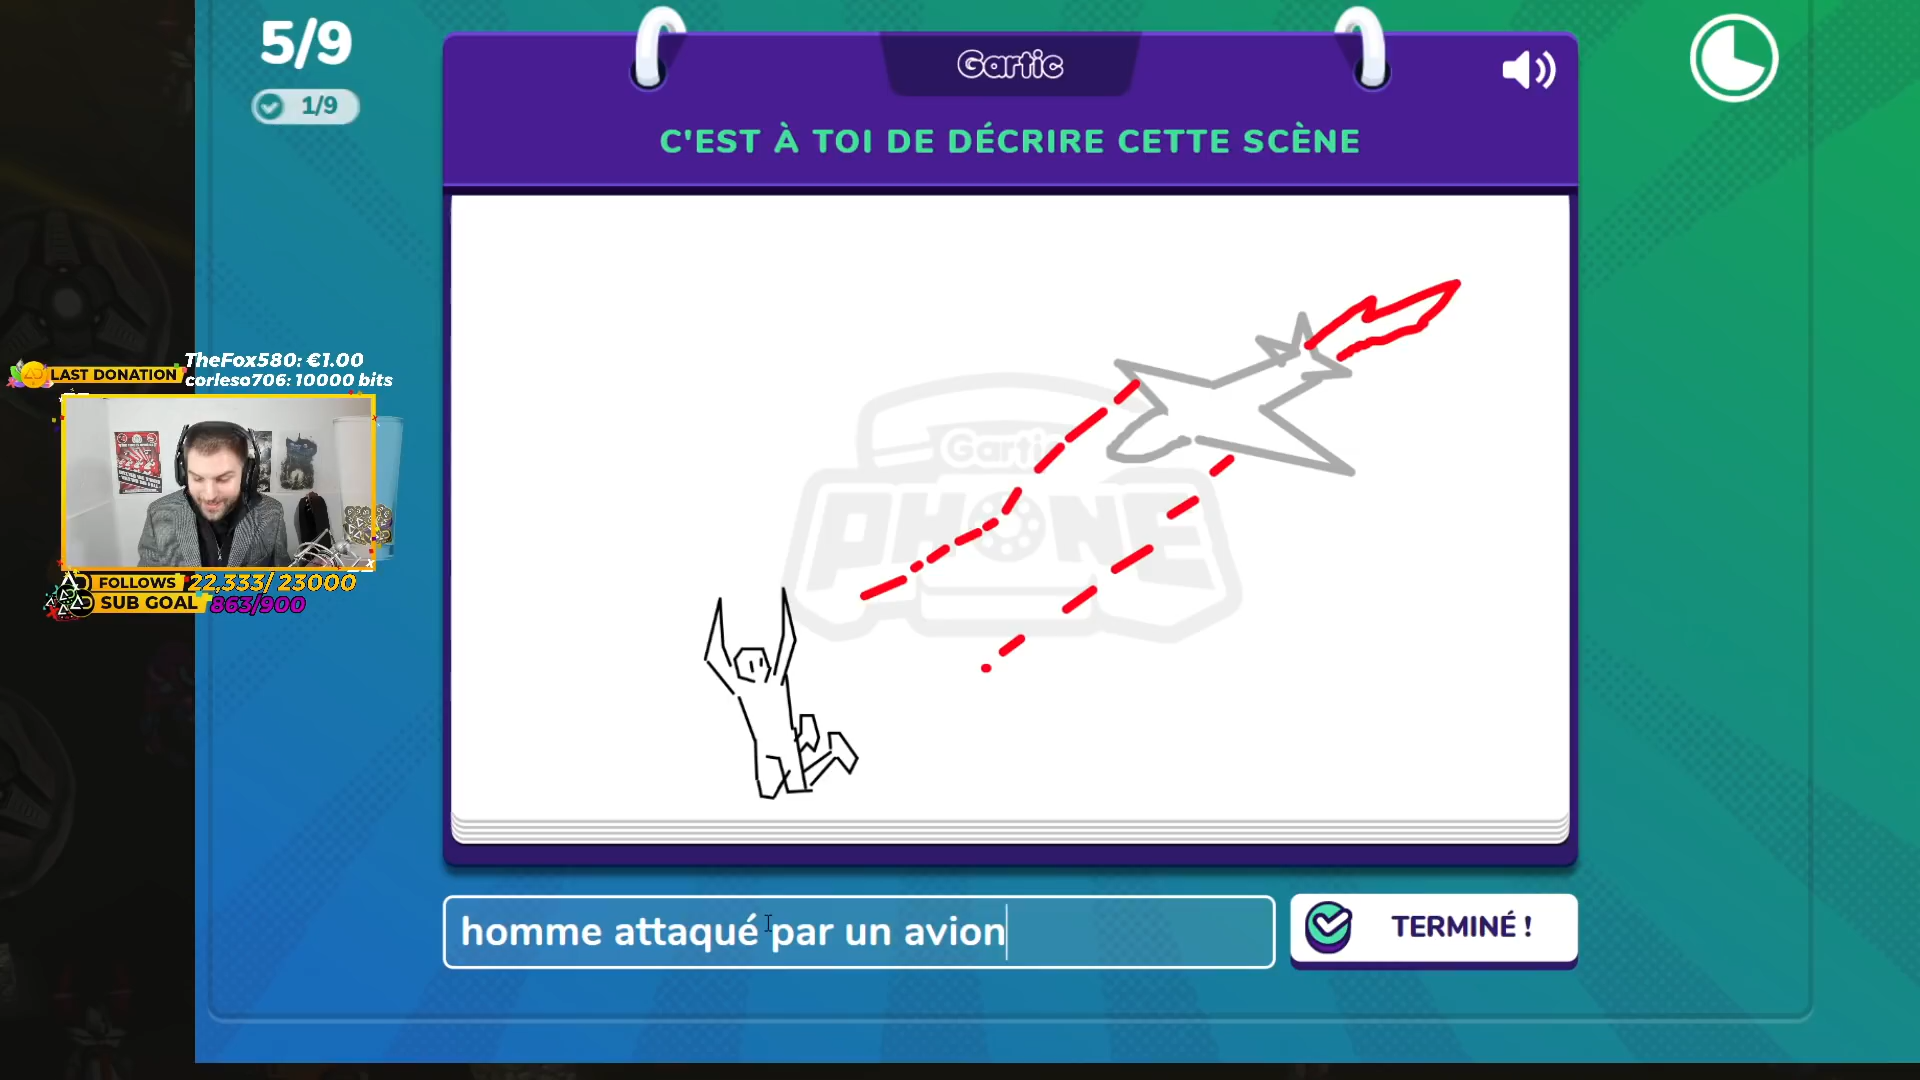 5/9
1/9
Gartic
C'EST À TOI DE DÉCRIRE CETTE SCÈNE
Gartic
PHONE
LAST DONATION
TheFox580: €1.00
corleso706: 10000 bits
FOLLOWS 22,333/ 23000
SUB GOAL 863/900
homme attaqué par un avion
TERMINÉ !